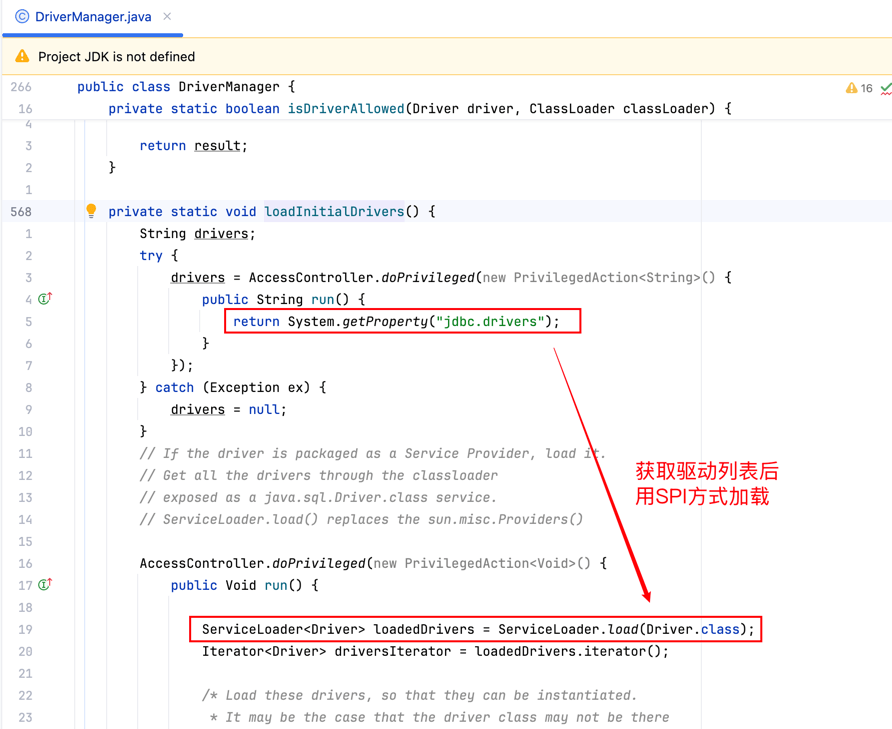 DriverManager.java
Project JDK is not defined
266 public class DriverManager {
16
16 private static boolean isDriverAllowed(Driver driver, ClassLoader classLoader) {
4
3 return result;
2 }
1
568 private static void loadInitialDrivers() {
1 String drivers;
2 try {
3 drivers = AccessController.doPrivileged(new PrivilegedAction<String>() {
4 public String run() {
5 return System.getProperty("jdbc.drivers");
6 }
7 });
8 } catch (Exception ex) {
9 drivers = null;
10 }
11 // If the driver is packaged as a Service Provider, load it.
12 // Get all the drivers through the classloader
获取驱动列表后
13 // exposed as a java.sql.Driver.class service.
用SPI方式加载
14 // ServiceLoader.load() replaces the sun.misc.Providers()
15
16 AccessController.doPrivileged(new PrivilegedAction<Void>() {
17 public Void run() {
18
19 ServiceLoader<Driver> loadedDrivers = ServiceLoader.load(Driver.class);
20 Iterator<Driver> driversIterator = loadedDrivers.iterator();
21
22 /* Load these drivers, so that they can be instantiated.
23 * It may be the case that the driver class may not be there